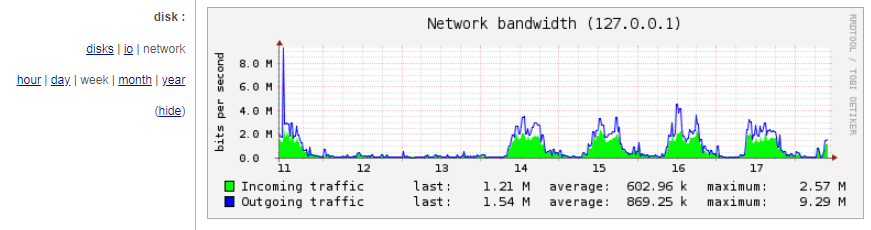 disk :
disks | io | network
hour | day | week | month | year
(hide)
Network bandwidth (127.0.0.1)
RRDTOOL / TOBI OETIKER
bits per second
8.0 M
6.0 M
4.0 M
2.0 M
0.0
11 12 13 14 15 16 17
Incoming traffic last: 1.21 M average: 602.96 k maximum: 2.57 M
Outgoing traffic last: 1.54 M average: 869.25 k maximum: 9.29 M